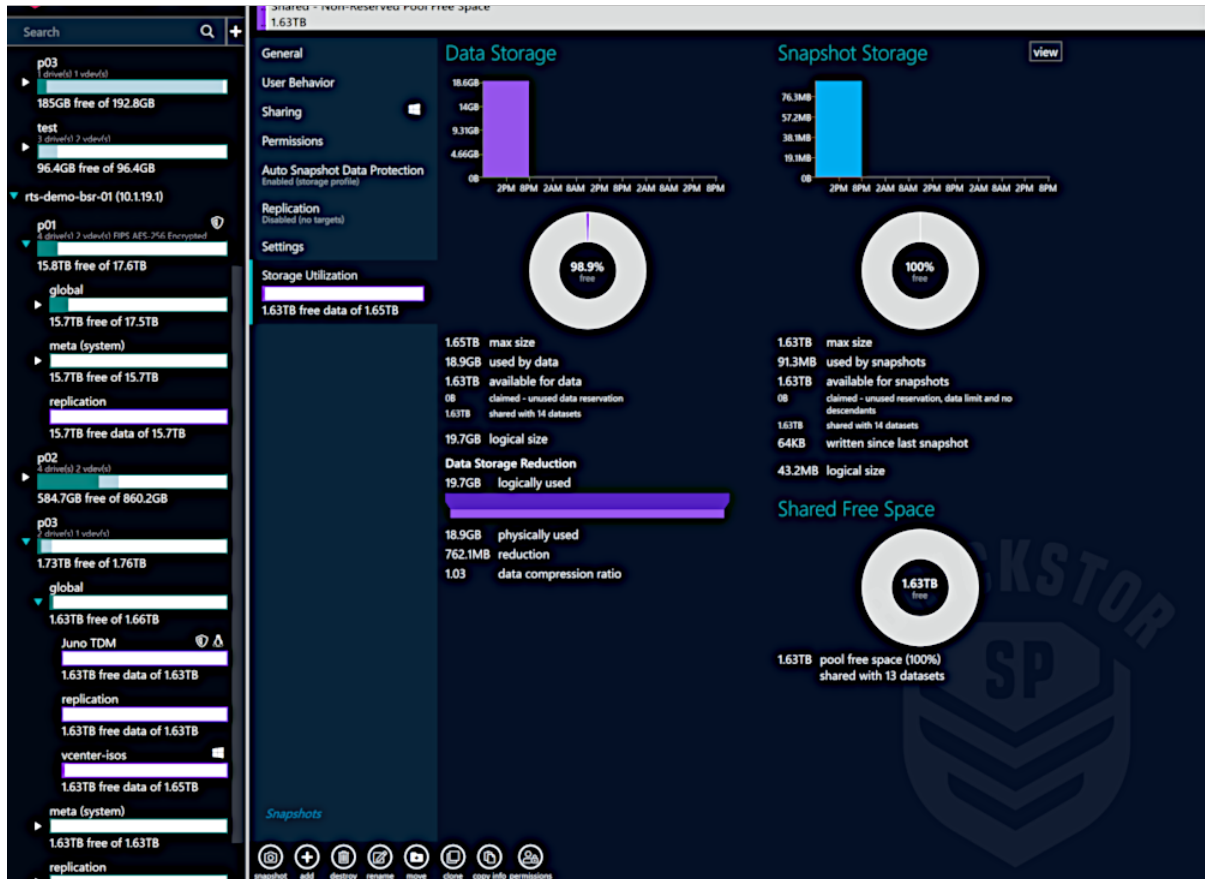 Shared - Non-Reserved Pool Free Space
1.63TB
Search
p03
1 drive(s) 1 vdev(s)
185GB free of 192.8GB
test
3 drive(s) 2 vdev(s)
96.4GB free of 96.4GB
rts-demo-bsr-01 (10.1.19.1)
p01
4 drive(s) 2 vdev(s) FIPS AES-256 Encrypted
15.8TB free of 17.6TB
global
15.7TB free of 17.5TB
meta (system)
15.7TB free of 15.7TB
replication
15.7TB free data of 15.7TB
p02
4 drive(s) 2 vdev(s)
584.7GB free of 860.2GB
p03
2 drive(s) 1 vdev(s)
1.73TB free of 1.76TB
global
1.63TB free of 1.66TB
Juno TDM
1.63TB free data of 1.63TB
replication
1.63TB free data of 1.63TB
vcenter-isos
1.63TB free data of 1.65TB
meta (system)
1.63TB free of 1.63TB
replication
General
User Behavior
Sharing
Permissions
Auto Snapshot Data Protection
Enabled (storage profile)
Replication
Disabled (no targets)
Settings
Storage Utilization
1.63TB free data of 1.65TB
Snapshots
Data Storage
18.6GB
14GB
9.31GB
4.66GB
0B
2PM 8PM 2AM 8AM 2PM 8PM 2AM 8AM 2PM 8PM
98.9%
free
1.65TB max size
18.9GB used by data
1.63TB available for data
0B claimed - unused data reservation
1.63TB shared with 14 datasets
19.7GB logical size
Data Storage Reduction
19.7GB logically used
18.9GB physically used
762.1MB reduction
1.03 data compression ratio
Snapshot Storage
view
76.3MB
57.2MB
38.1MB
19.1MB
0B
2PM 8PM 2AM 8AM 2PM 8PM 2AM 8AM 2PM 8PM
100%
free
1.63TB max size
91.3MB used by snapshots
1.63TB available for snapshots
0B claimed - unused reservation, data limit and no
descendants
1.63TB shared with 14 datasets
64KB written since last snapshot
43.2MB logical size
Shared Free Space
1.63TB
free
1.63TB pool free space (100%)
shared with 13 datasets
CKSTOR
SP
snapshot add destroy rename move clone copy info permissions